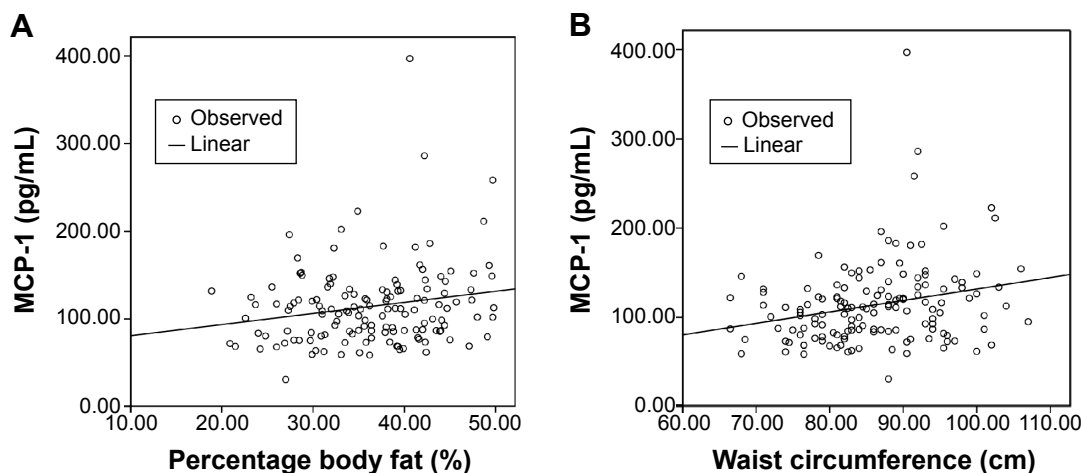 A
MCP-1 (pg/mL)
400.00
300.00
200.00
100.00
0.00
Observed
Linear
10.00 20.00 30.00 40.00 50.00
Percentage body fat (%)
B
MCP-1 (pg/mL)
400.00
300.00
200.00
100.00
0.00
Observed
Linear
60.00 70.00 80.00 90.00 100.00 110.00
Waist circumference (cm)